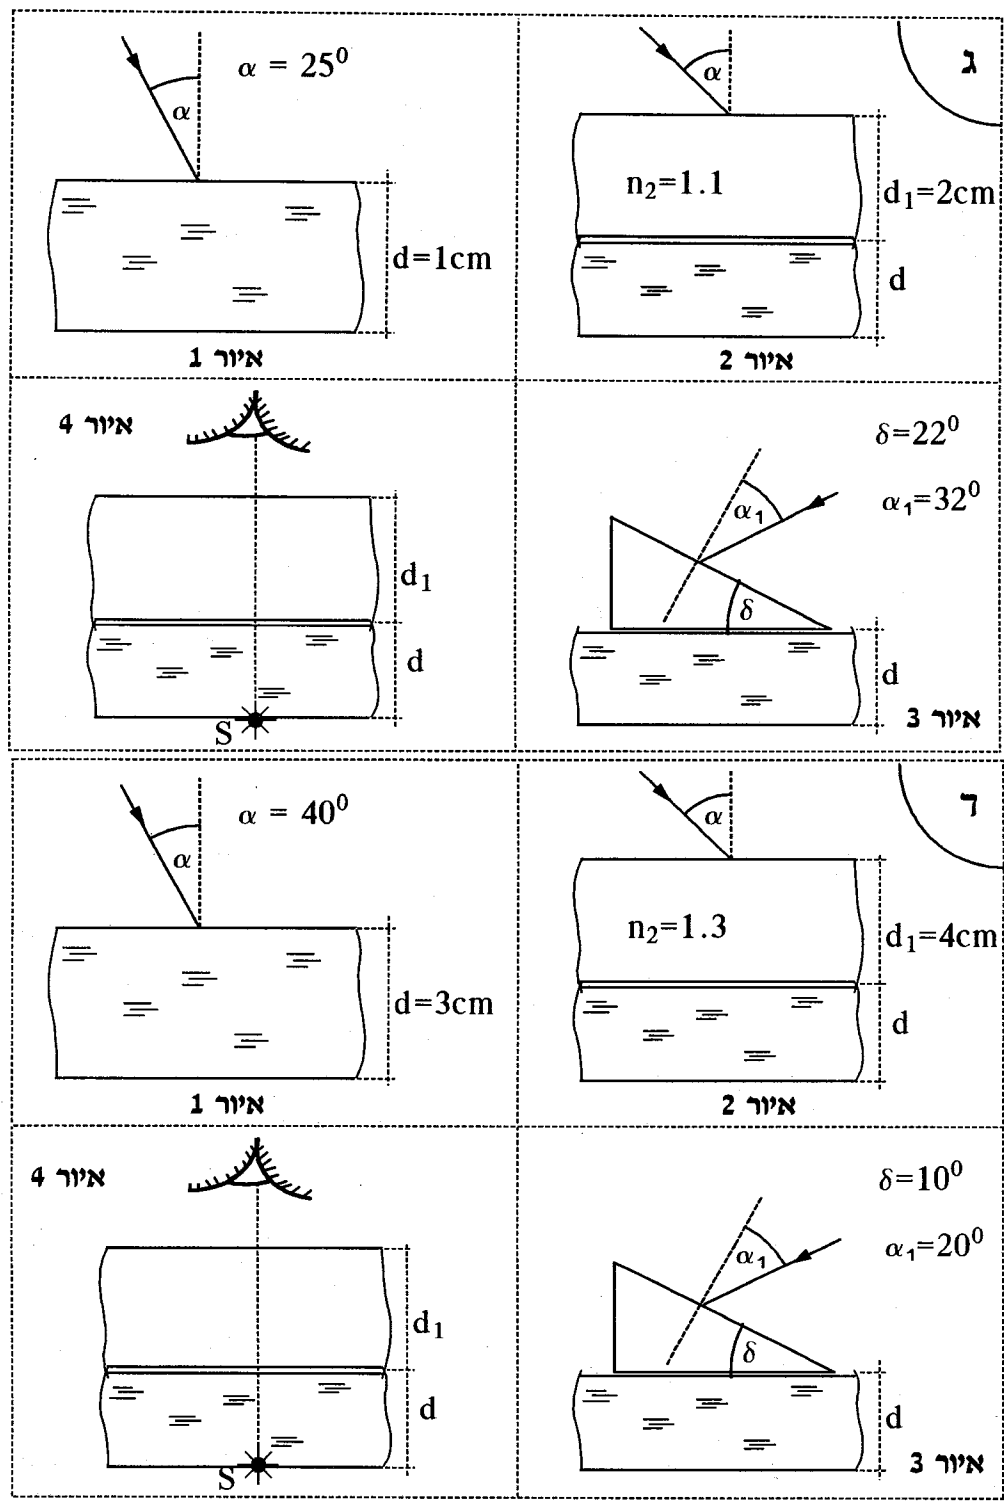 ג
α = 25⁰
α
d=1cm
איור 1
α
n₂=1.1
d₁=2cm
d
איור 2
איור 4
d₁
d
S
δ=22⁰
α₁=32⁰
α₁
δ
d
איור 3
ד
α = 40⁰
α
d=3cm
איור 1
α
n₂=1.3
d₁=4cm
d
איור 2
איור 4
d₁
d
S
δ=10⁰
α₁=20⁰
α₁
δ
d
איור 3